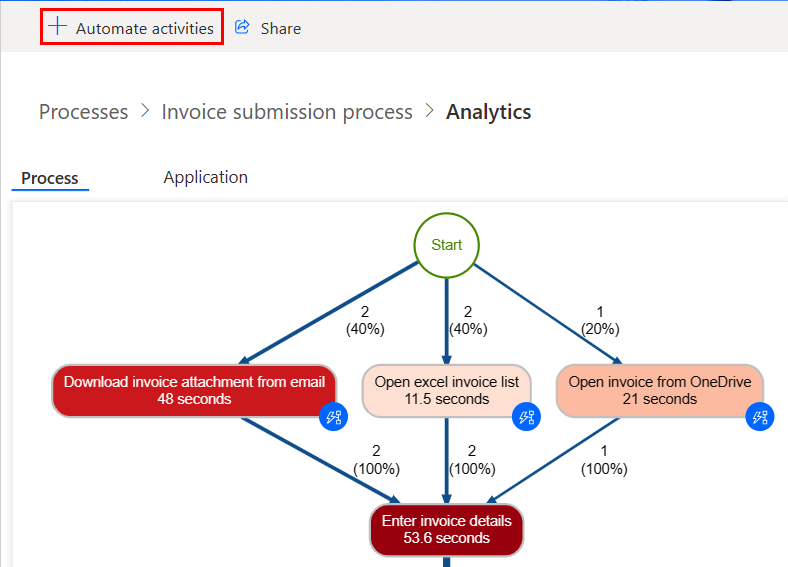 Automate activities
Share
Processes > Invoice submission process > Analytics
Process
Application
Start
2
(40%)
2
(40%)
1
(20%)
Download invoice attachment from email
48 seconds
Open excel invoice list
11.5 seconds
Open invoice from OneDrive
21 seconds
2
(100%)
2
(100%)
1
(100%)
Enter invoice details
53.6 seconds